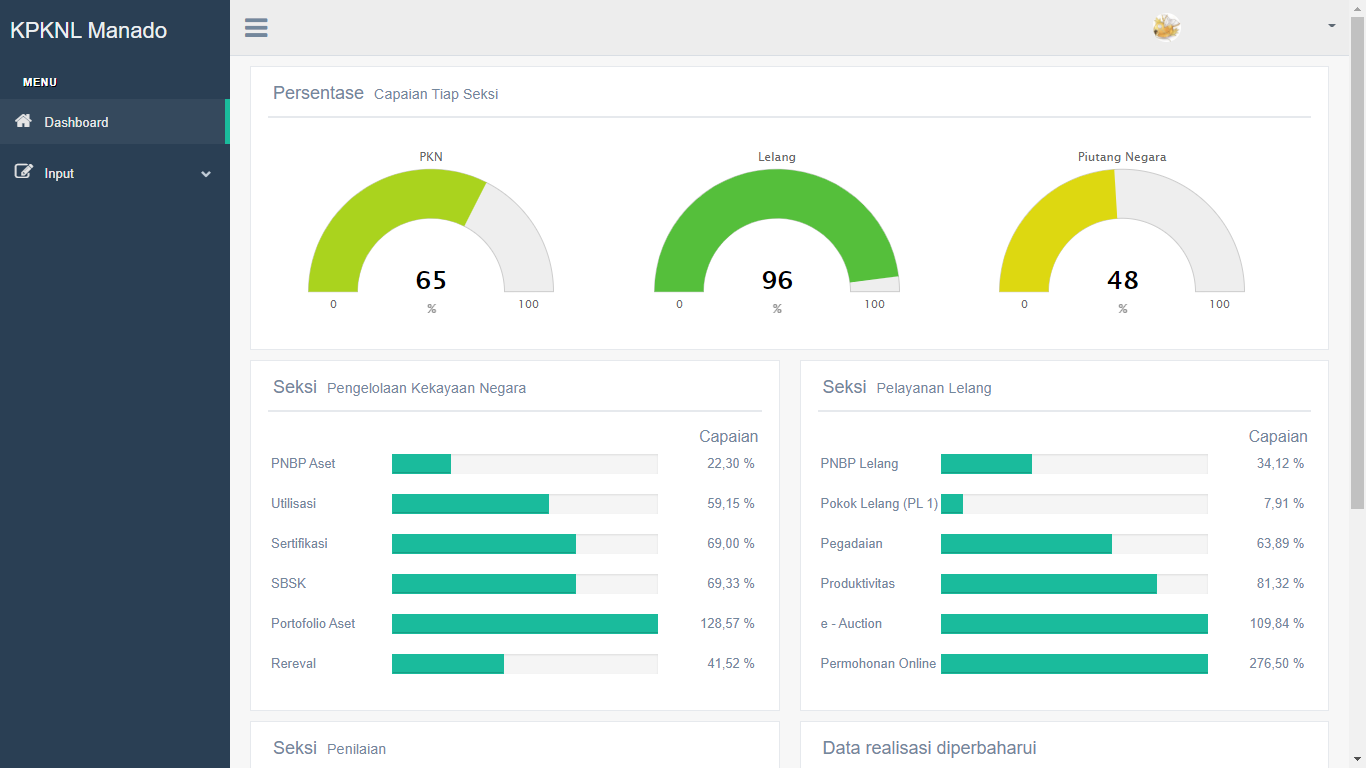 KPKNL Manado
MENU
Dashboard
Input
Persentase Capaian Tiap Seksi
PKN
65
%
0
100
Lelang
96
%
0
100
Piutang Negara
48
%
0
100
Seksi Pengelolaan Kekayaan Negara
Capaian
PNBP Aset 22,30 %
Utilisasi 59,15 %
Sertifikasi 69,00 %
SBSK 69,33 %
Portofolio Aset 128,57 %
Rereval 41,52 %
Seksi Pelayanan Lelang
Capaian
PNBP Lelang 34,12 %
Pokok Lelang (PL 1) 7,91 %
Pegadaian 63,89 %
Produktivitas 81,32 %
e - Auction 109,84 %
Permohonan Online 276,50 %
Seksi Penilaian
Data realisasi diperbaharui